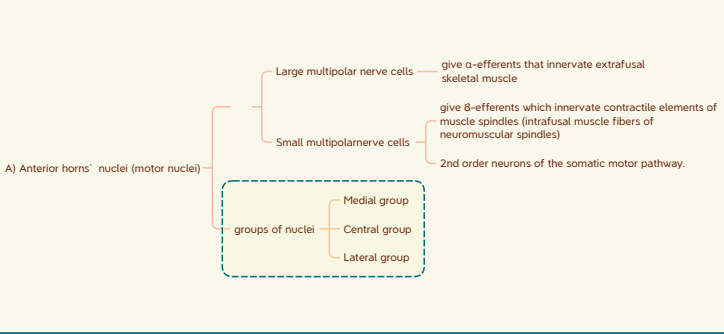 Large multipolar nerve cells
give α-efferents that innervate extrafusal
skeletal muscle
give 8-efferents which innervate contractile elements of
muscle spindles (intrafusal muscle fibers of
neuromuscular spindles)
Small multipolarnerve cells
2nd order neurons of the somatic motor pathway.
A) Anterior horns` nuclei (motor nuclei)
groups of nuclei
Medial group
Central group
Lateral group